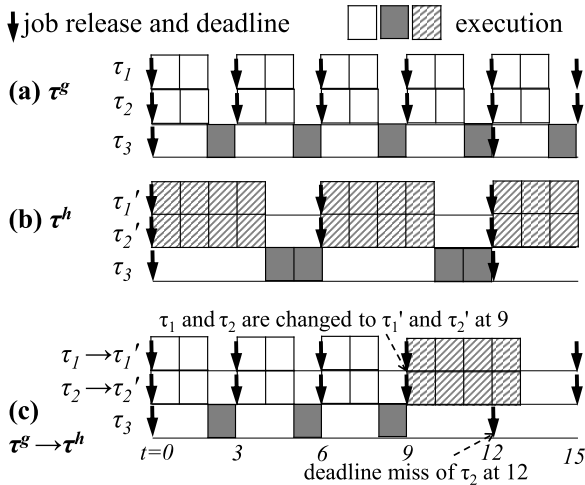 job release and deadline
execution
(a) τᵍ
τ1
τ2
τ3
(b) τʰ
τ1'
τ2'
τ3
τ1 and τ2 are changed to τ1' and τ2' at 9
(c)
τᵍ→τʰ
τ1→τ1'
τ2→τ2'
τ3
t=0 3 6 9 12 15
deadline miss of τ2 at 12